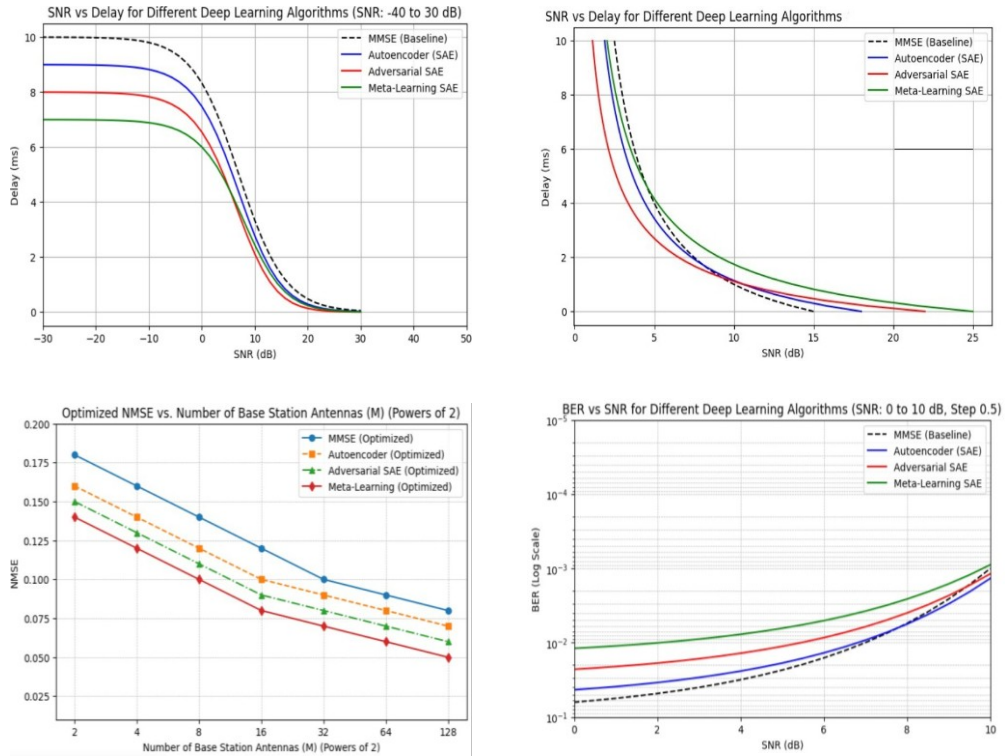 SNR vs Delay for Different Deep Learning Algorithms (SNR: -40 to 30 dB)
10
8
6
4
2
0
Delay (ms)
MMSE (Baseline)
Autoencoder (SAE)
Adversarial SAE
Meta-Learning SAE
−30 −20 −10 0 10 20 30 40 50
SNR (dB)
SNR vs Delay for Different Deep Learning Algorithms
10
8
6
4
2
0
Delay (ms)
MMSE (Baseline)
Autoencoder (SAE)
Adversarial SAE
Meta-Learning SAE
0 5 10 15 20 25
SNR (dB)
Optimized NMSE vs. Number of Base Station Antennas (M) (Powers of 2)
0.200
0.175
0.150
0.125
0.100
0.075
0.050
0.025
NMSE
MMSE (Optimized)
Autoencoder (Optimized)
Adversarial SAE (Optimized)
Meta-Learning (Optimized)
2 4 8 16 32 64 128
Number of Base Station Antennas (M) (Powers of 2)
BER vs SNR for Different Deep Learning Algorithms (SNR: 0 to 10 dB, Step 0.5)
10⁻⁵
10⁻⁴
10⁻³
10⁻²
10⁻¹
BER (Log Scale)
MMSE (Baseline)
Autoencoder (SAE)
Adversarial SAE
Meta-Learning SAE
0 2 4 6 8 10
SNR (dB)